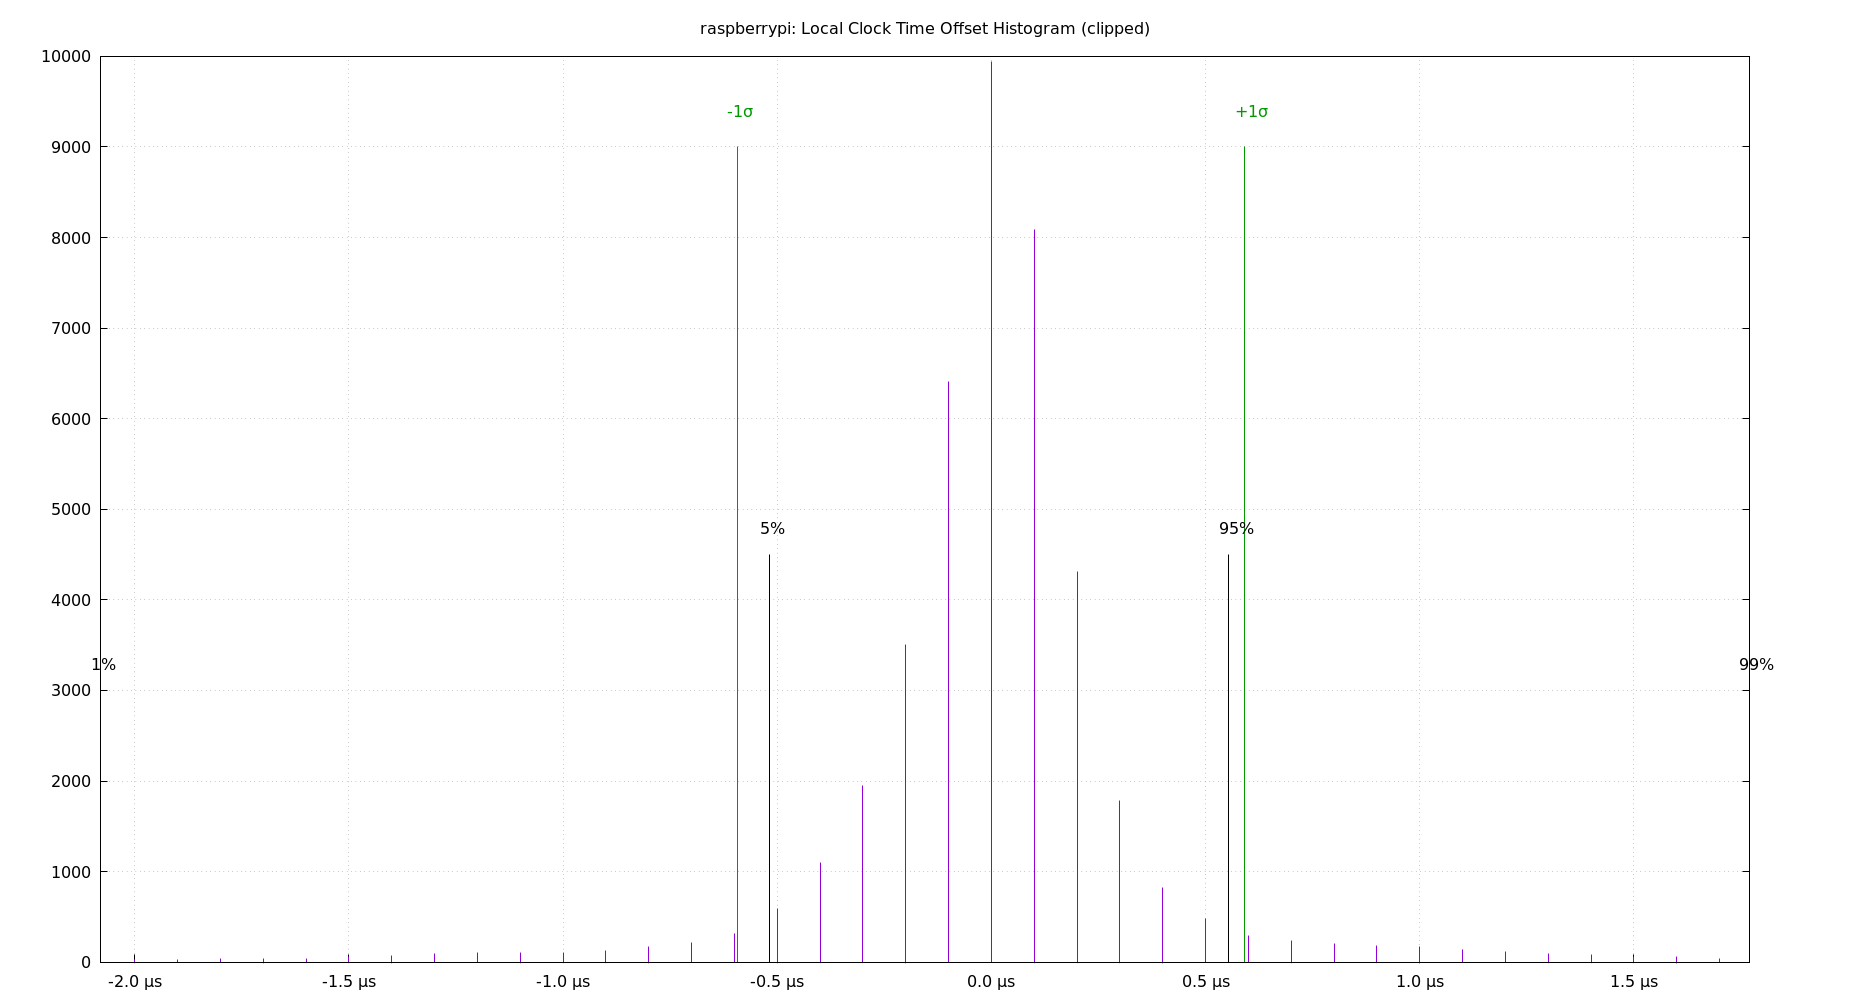 raspberrypi: Local Clock Time Offset Histogram (clipped)
10000
-1σ
+1σ
9000
8000
7000
6000
5000
5%
95%
4000
1%
99%
3000
2000
1000
0
-2.0 µs
-1.5 µs
-1.0 µs
-0.5 µs
0.0 µs
0.5 µs
1.0 µs
1.5 µs